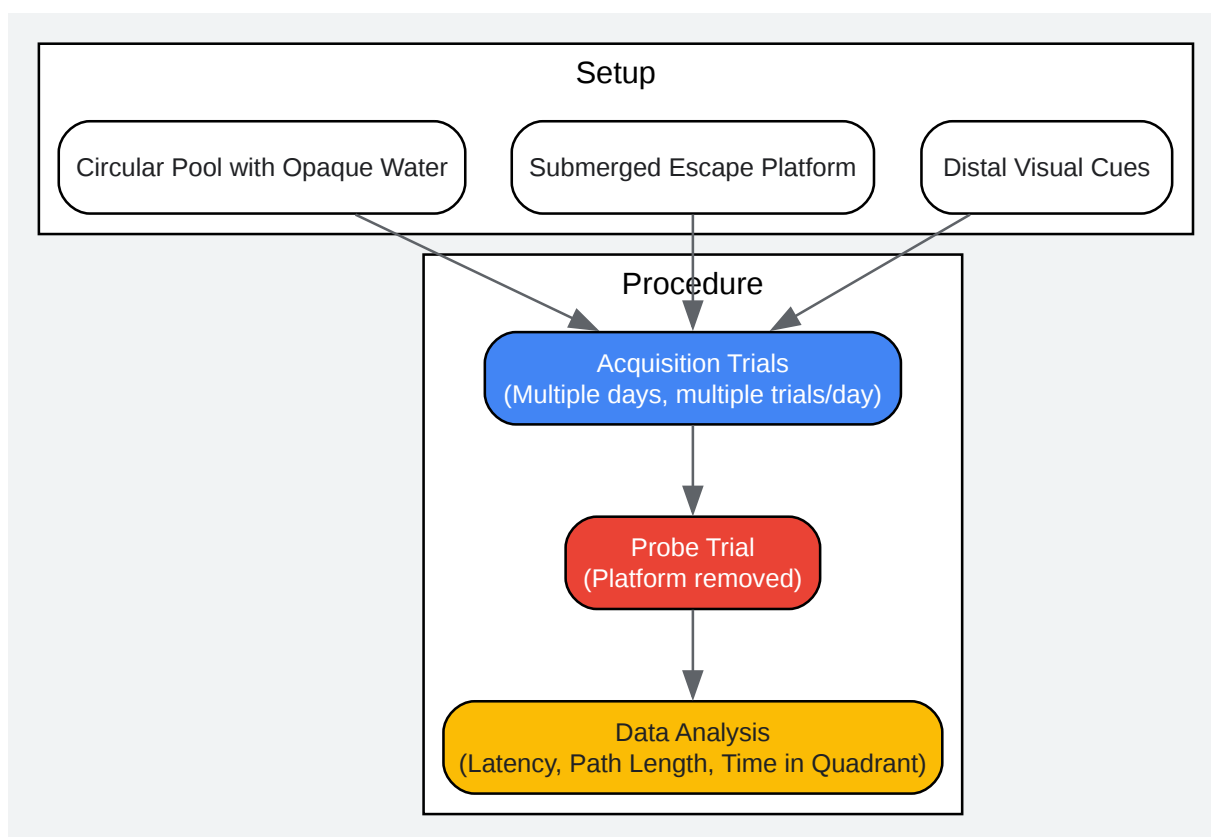 Setup
Circular Pool with Opaque Water
Submerged Escape Platform
Distal Visual Cues
Procedure
Acquisition Trials
(Multiple days, multiple trials/day)
Probe Trial
(Platform removed)
Data Analysis
(Latency, Path Length, Time in Quadrant)